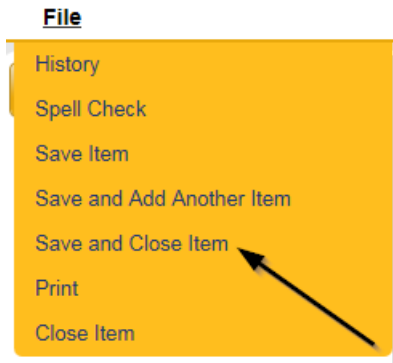 File
History
Spell Check
Save Item
Save and Add Another Item
Save and Close Item
Print
Close Item